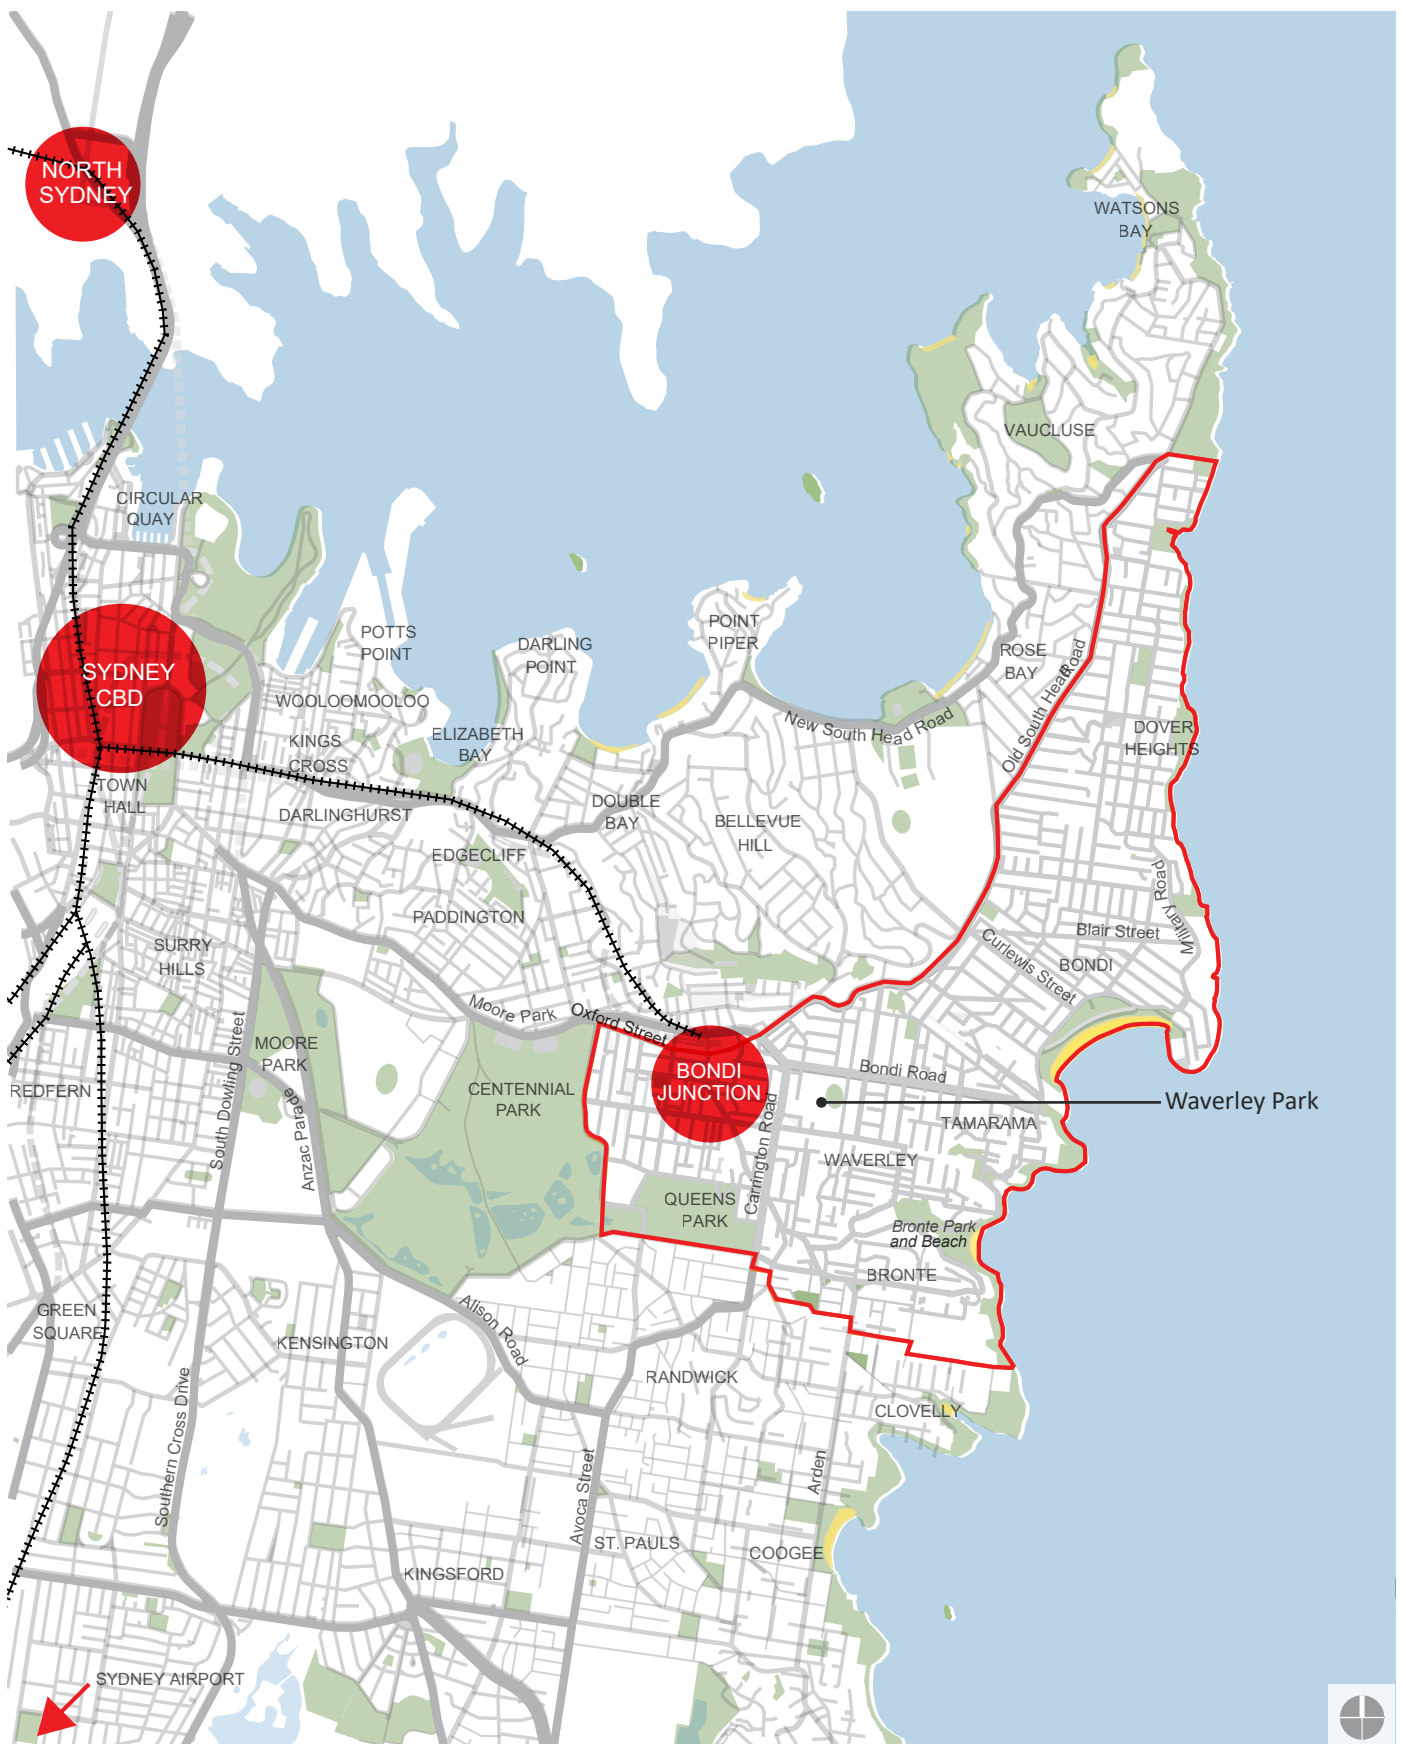 NORTH
SYDNEY
WATSONS
BAY
VAUCLUSE
CIRCULAR
QUAY
POTTS
POINT
DARLING
POINT
POINT
PIPER
ROSE
BAY
Old South Head Road
SYDNEY
CBD
WOOLOOMOOLOO
KINGS
CROSS
ELIZABETH
BAY
New South Head Road
DOVER
HEIGHTS
TOWN
HALL
DARLINGHURST
DOUBLE
BAY
BELLEVUE
HILL
EDGECLIFF
PADDINGTON
Military Road
Blair Street
SURRY
HILLS
Curlewis Street
BONDI
Moore Park
Oxford Street
MOORE
PARK
South Dowling Street
Anzac Parade
REDFERN
CENTENNIAL
PARK
BONDI
JUNCTION
Bondi Road
Waverley Park
TAMARAMA
Carrington Road
WAVERLEY
QUEENS
PARK
Bronte Park
and Beach
BRONTE
GREEN
SQUARE
KENSINGTON
Alison Road
RANDWICK
CLOVELLY
Southern Cross Drive
Avoca Street
Arden
ST. PAULS
COOGEE
KINGSFORD
SYDNEY AIRPORT